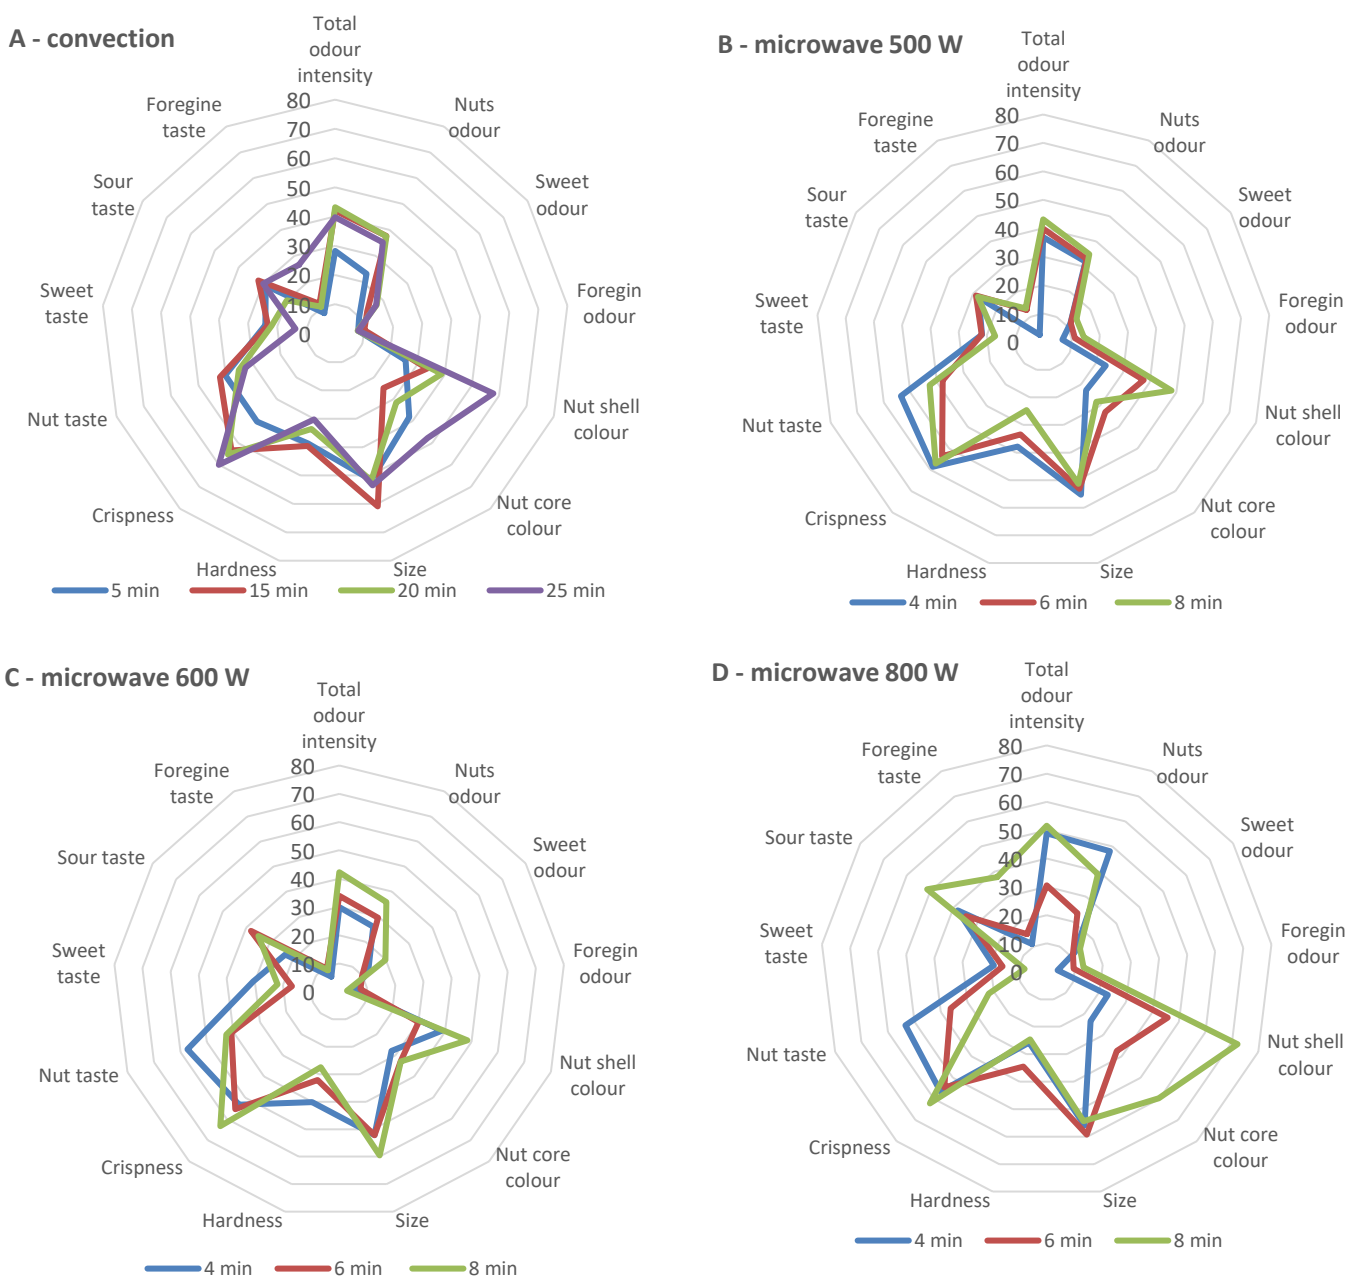 A - convection
Total
odour
intensity
Nuts
odour
Sweet
odour
Foregin
odour
Nut shell
colour
Nut core
colour
Size
Hardness
Crispness
Nut taste
Sweet
taste
Sour
taste
Foregine
taste
80
70
60
50
40
30
20
10
0
5 min
15 min
20 min
25 min
B - microwave 500 W
Total
odour
intensity
Nuts
odour
Sweet
odour
Foregin
odour
Nut shell
colour
Nut core
colour
Size
Hardness
Crispness
Nut taste
Sweet
taste
Sour
taste
Foregine
taste
80
70
60
50
40
30
20
10
0
4 min
6 min
8 min
C - microwave 600 W
Total
odour
intensity
Nuts
odour
Sweet
odour
Foregin
odour
Nut shell
colour
Nut core
colour
Size
Hardness
Crispness
Nut taste
Sweet
taste
Sour taste
Foregine
taste
80
70
60
50
40
30
20
10
0
4 min
6 min
8 min
D - microwave 800 W
Total
odour
intensity
Nuts
odour
Sweet
odour
Foregin
odour
Nut shell
colour
Nut core
colour
Size
Hardness
Crispness
Nut taste
Sweet
taste
Sour taste
Foregine
taste
80
70
60
50
40
30
20
10
0
4 min
6 min
8 min